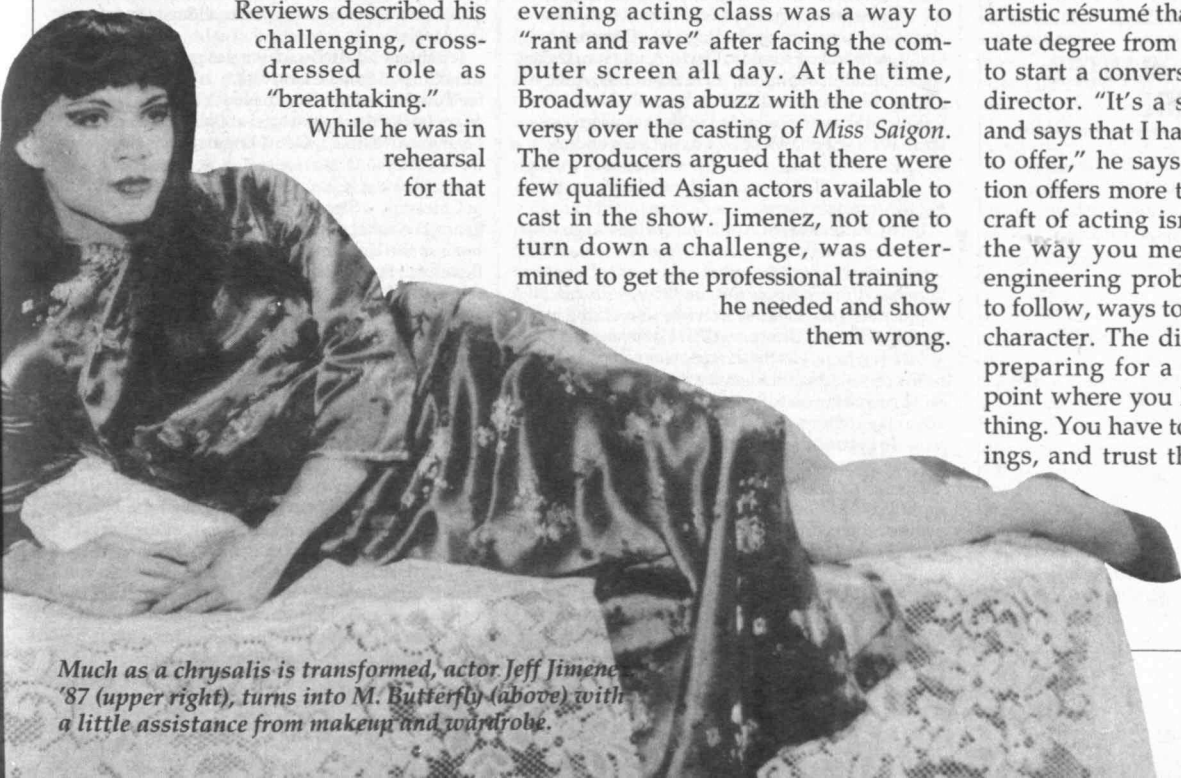 Reviews described his
challenging, cross-
dressed role as
“breathtaking.”
While he was in
rehearsal
for that
evening acting class was a way to
“rant and rave” after facing the com-
puter screen all day. At the time,
Broadway was abuzz with the contro-
versy over the casting of Miss Saigon.
The producers argued that there were
few qualified Asian actors available to
cast in the show. Jimenez, not one to
turn down a challenge, was deter-
mined to get the professional training
he needed and show
them wrong.
artistic résumé tha
uate degree from
to start a convers
director. “It’s a s
and says that I ha
to offer,” he says
tion offers more t
craft of acting isn
the way you me
engineering prob
to follow, ways to
character. The di
preparing for a
point where you
thing. You have to
ings, and trust th
Much as a chrysalis is transformed, actor Jeff Jimene
’87 (upper right), turns into M. Butterfly (above) with
a little assistance from makeup and wardrobe.